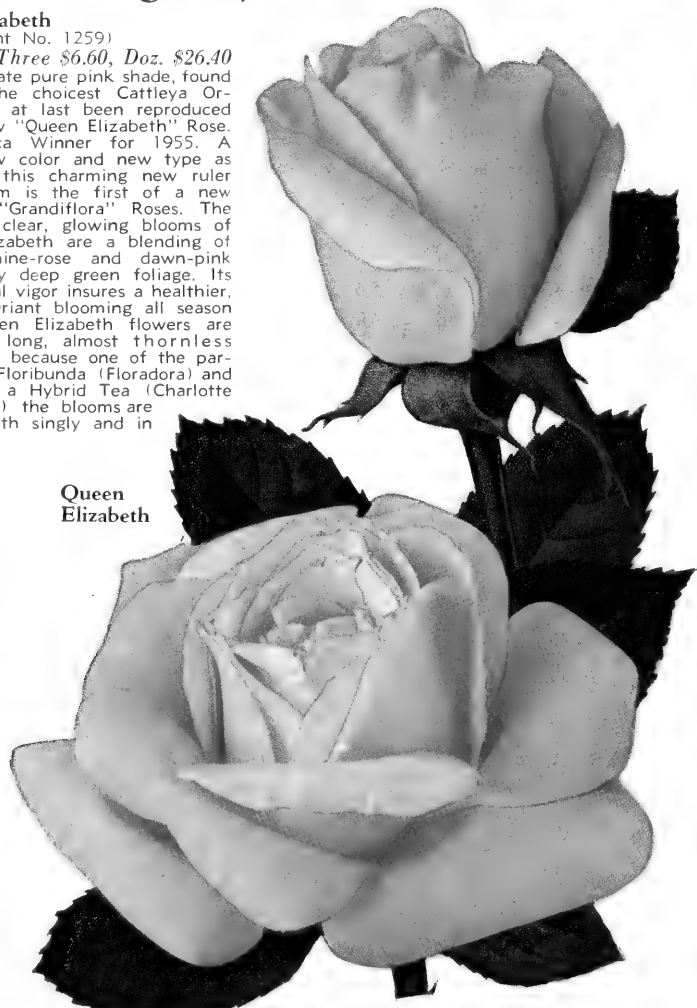 abeth
nt No. 1259)
Three $6.60, Doz. $26.40
ate pure pink shade, found
he choicest Cattleya Or-
at last been reproduced
v "Queen Elizabeth" Rose.
ca Winner for 1955. A
v color and new type as
this charming new ruler
m is the first of a new
"Grandiflora" Roses. The
clear, glowing blooms of
zabeth are a blending of
nine-rose and dawn-pink
y deep green foliage. Its
al vigor insures a healthier,
riant blooming all season
en Elizabeth flowers are
long, almost thornless
because one of the par-
Floribunda (Floradora) and
a Hybrid Tea (Charlotte
) the blooms are
th singly and in
Queen
Elizabeth